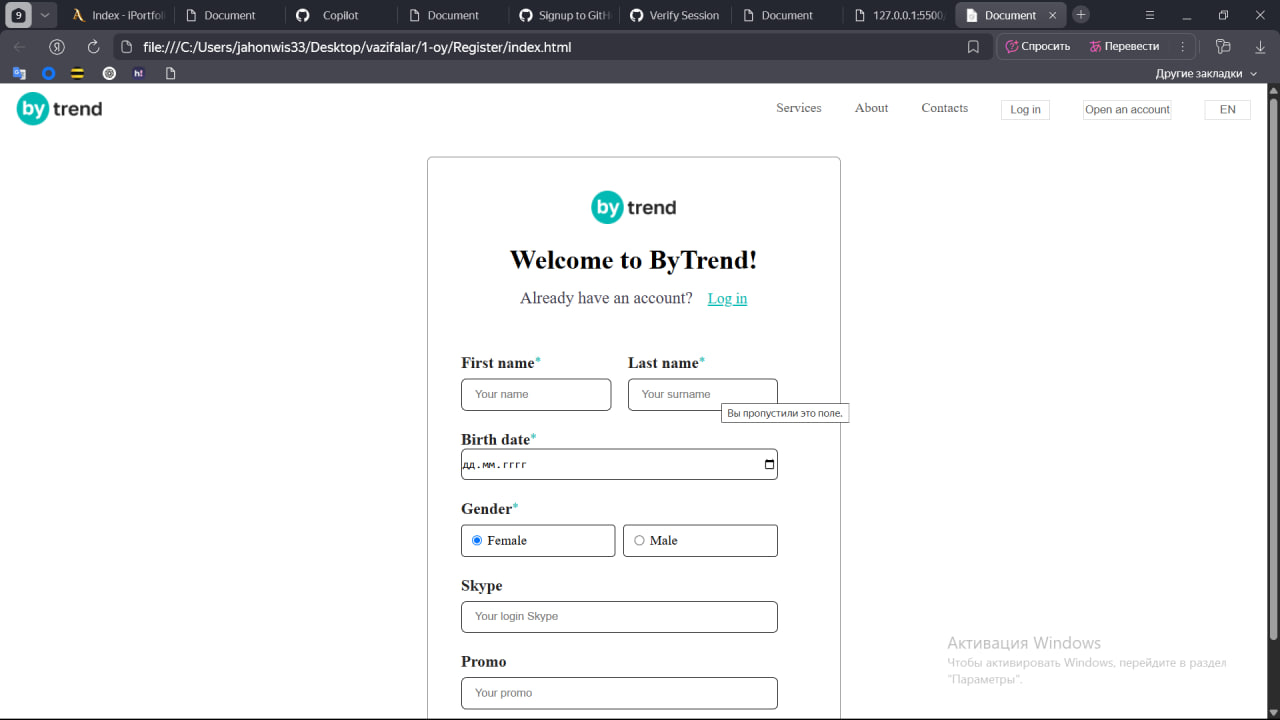 9
Index - iPortfoli
Document
Copilot
Document
Signup to GitH
Verify Session
Document
127.0.0.1:5500/
Document
file:///C:/Users/jahonwis33/Desktop/vazifalar/1-oy/Register/index.html
Спросить
Перевести
h!
Другие закладки
by trend
Services
About
Contacts
Log in
Open an account
EN
by trend
Welcome to ByTrend!
Already have an account? Log in
First name* Last name*
Your name Your surname
Вы пропустили это поле.
Birth date*
дд.мм.гггг
Gender*
Female Male
Skype
Your login Skype
Promo
Your promo
Активация Windows
Чтобы активировать Windows, перейдите в раздел
"Параметры".